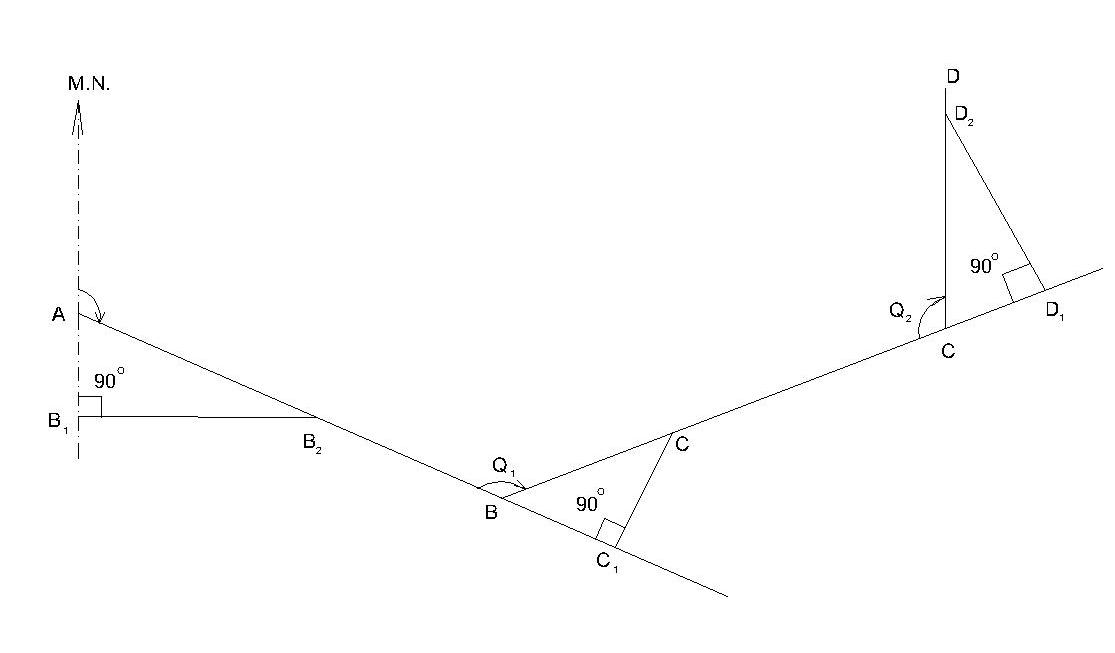 M.N.
D
D₂
90°
A
Q₂
D₁
C
90°
B₁
B₂
C
Q₁
90°
B
C₁